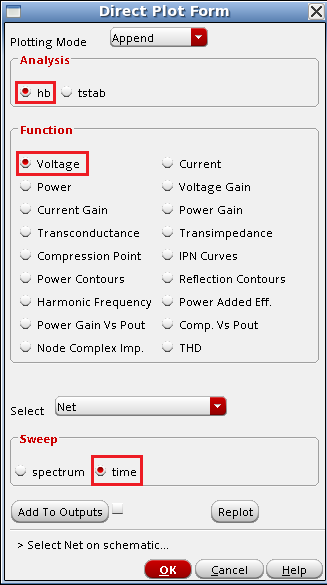 Direct Plot Form
Plotting Mode Append
Analysis
hb tstab
Function
Voltage Current
Power Voltage Gain
Current Gain Power Gain
Transconductance Transimpedance
Compression Point IPN Curves
Power Contours Reflection Contours
Harmonic Frequency Power Added Eff.
Power Gain Vs Pout Comp. Vs Pout
Node Complex Imp. THD
Select Net
Sweep
spectrum time
Add To Outputs Replot
> Select Net on schematic...
OK Cancel Help